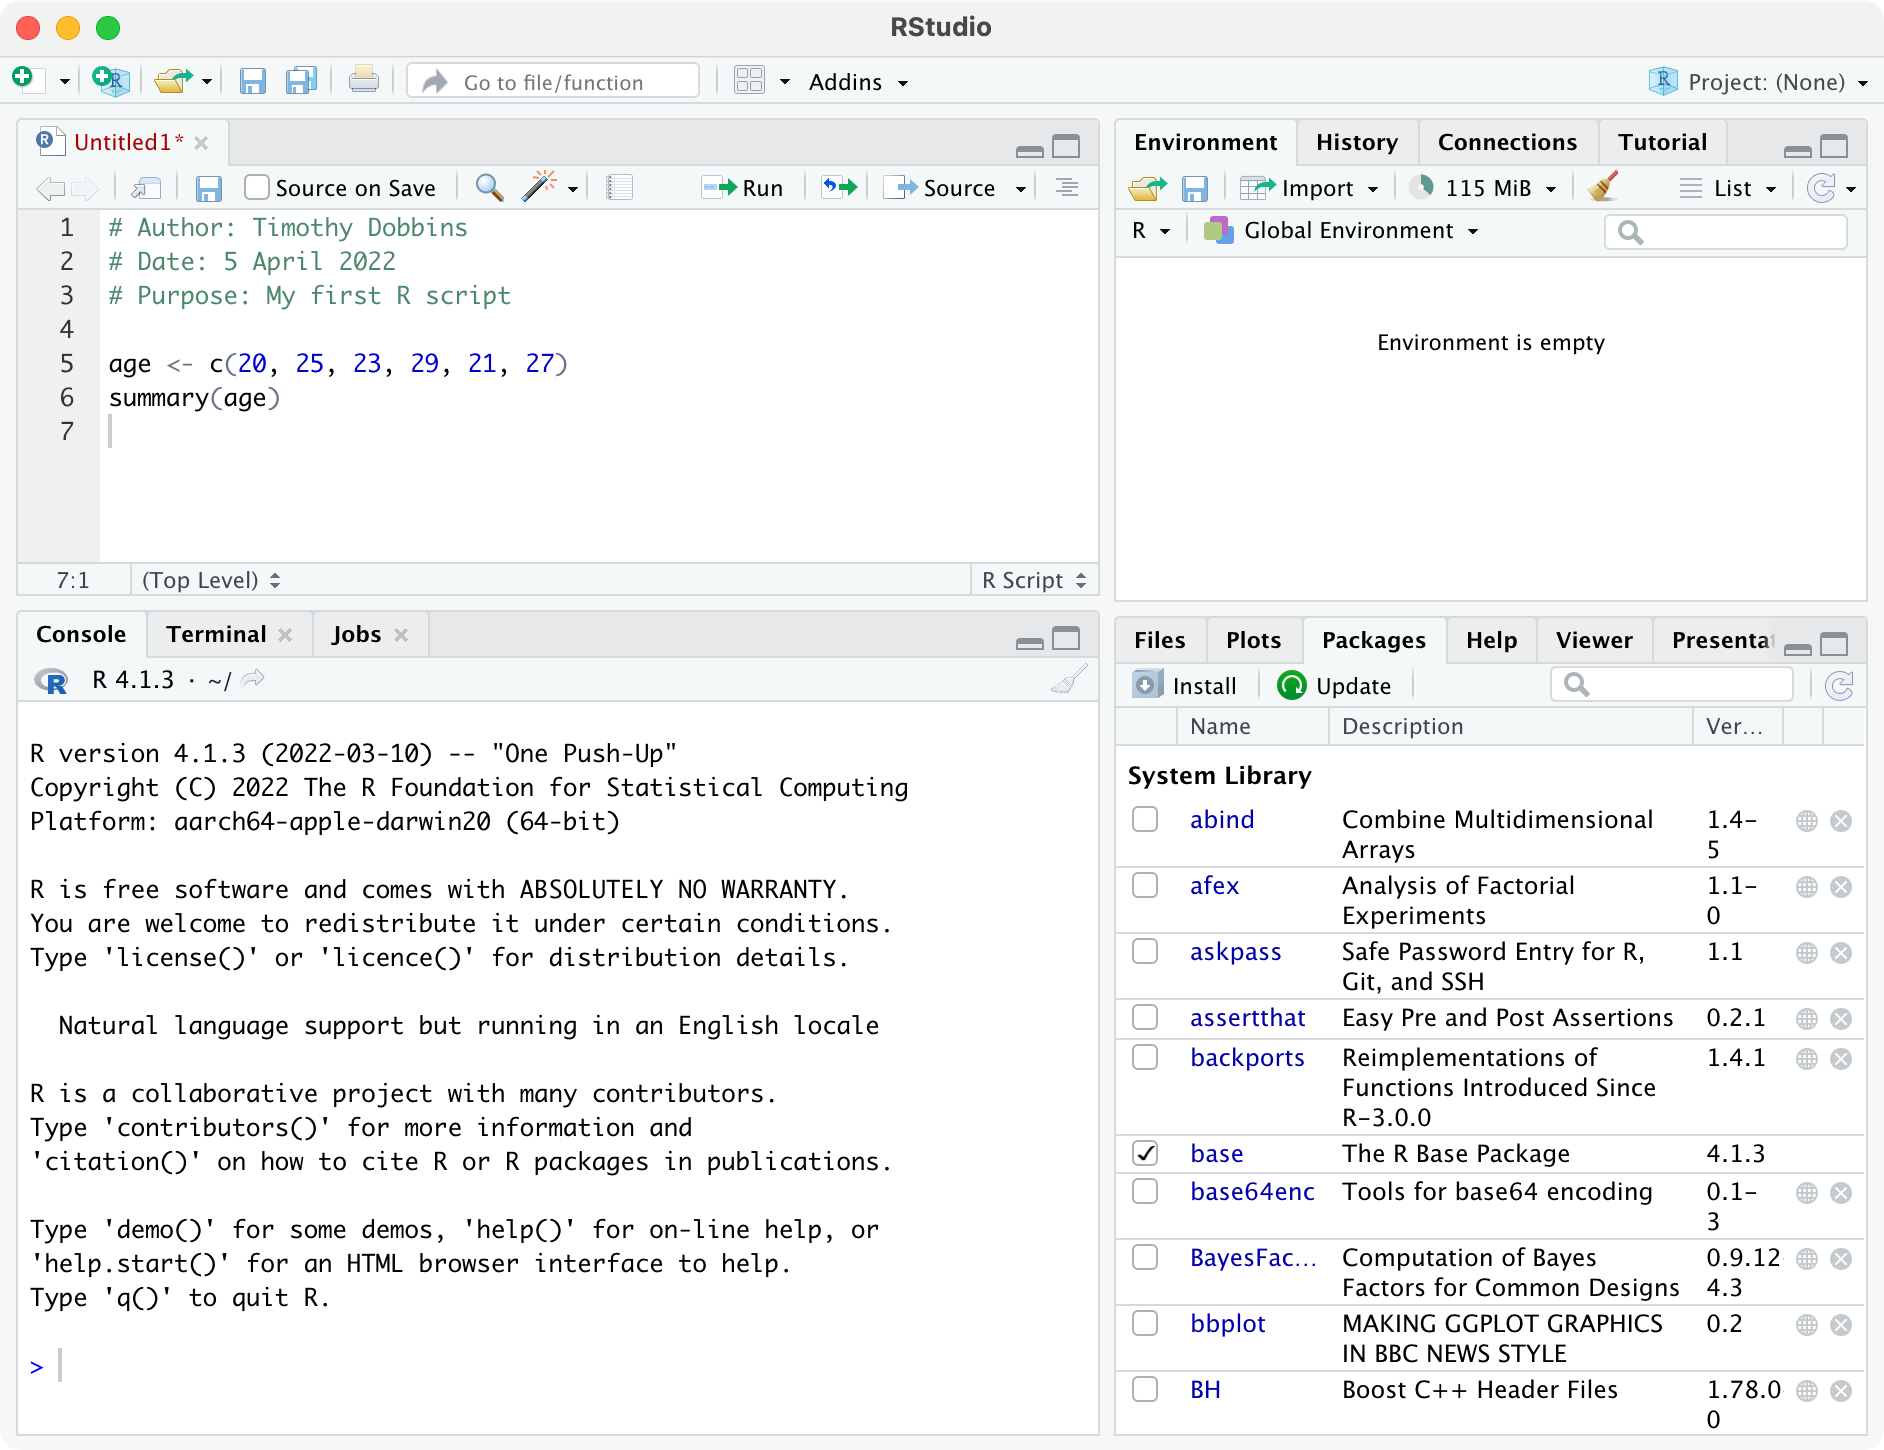 RStudio
Go to file/function
Addins
Project: (None)
Untitled1*
Source on Save
Run
Source
1 # Author: Timothy Dobbins
2 # Date: 5 April 2022
3 # Purpose: My first R script
4
5 age <- c(20, 25, 23, 29, 21, 27)
6 summary(age)
7
7:1 (Top Level) R Script
Console Terminal Jobs
R 4.1.3 · ~/
R version 4.1.3 (2022-03-10) -- "One Push-Up"
Copyright (C) 2022 The R Foundation for Statistical Computing
Platform: aarch64-apple-darwin20 (64-bit)
R is free software and comes with ABSOLUTELY NO WARRANTY.
You are welcome to redistribute it under certain conditions.
Type 'license()' or 'licence()' for distribution details.
Natural language support but running in an English locale
R is a collaborative project with many contributors.
Type 'contributors()' for more information and
'citation()' on how to cite R or R packages in publications.
Type 'demo()' for some demos, 'help()' for on-line help, or
'help.start()' for an HTML browser interface to help.
Type 'q()' to quit R.
>
Environment History Connections Tutorial
Import 115 MiB List
R Global Environment
Environment is empty
Files Plots Packages Help Viewer Presentat
Install Update
Name Description Ver...
System Library
abind Combine Multidimensional 1.4-
Arrays 5
afex Analysis of Factorial 1.1-
Experiments 0
askpass Safe Password Entry for R, 1.1
Git, and SSH
assertthat Easy Pre and Post Assertions 0.2.1
backports Reimplementations of 1.4.1
Functions Introduced Since
R-3.0.0
base The R Base Package 4.1.3
base64enc Tools for base64 encoding 0.1-
3
BayesFac... Computation of Bayes 0.9.12
Factors for Common Designs 4.3
bbplot MAKING GGPLOT GRAPHICS 0.2
IN BBC NEWS STYLE
BH Boost C++ Header Files 1.78.0
0